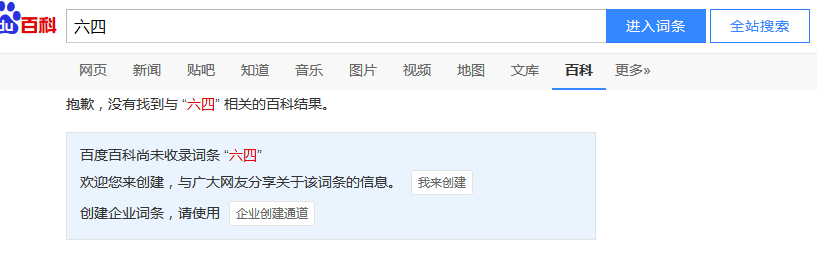 du百科 六四 进入词条 全站搜索
网页 新闻 贴吧 知道 音乐 图片 视频 地图 文库 百科 更多»
抱歉，没有找到与 “六四” 相关的百科结果。
百度百科尚未收录词条 “六四”
欢迎您来创建，与广大网友分享关于该词条的信息。 我来创建
创建企业词条，请使用 企业创建通道